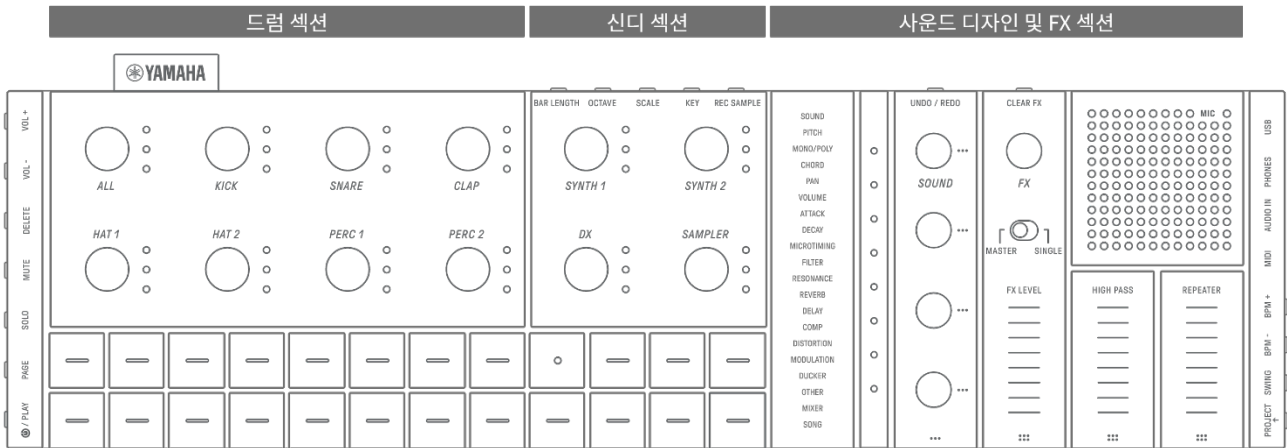 드럼 섹션
신디 섹션
사운드 디자인 및 FX 섹션
YAMAHA
VOL +
VOL -
DELETE
MUTE
SOLO
PAGE
/ PLAY
ALL
KICK
SNARE
CLAP
HAT 1
HAT 2
PERC 1
PERC 2
BAR LENGTH
OCTAVE
SCALE
KEY
REC SAMPLE
SYNTH 1
SYNTH 2
DX
SAMPLER
SOUND
PITCH
MONO/POLY
CHORD
PAN
VOLUME
ATTACK
DECAY
MICROTIMING
FILTER
RESONANCE
REVERB
DELAY
COMP
DISTORTION
MODULATION
DUCKER
OTHER
MIXER
SONG
UNDO / REDO
SOUND
CLEAR FX
FX
MASTER
SINGLE
FX LEVEL
MIC
HIGH PASS
REPEATER
USB
PHONES
AUDIO IN
MIDI
BPM +
BPM -
SWING
PROJECT